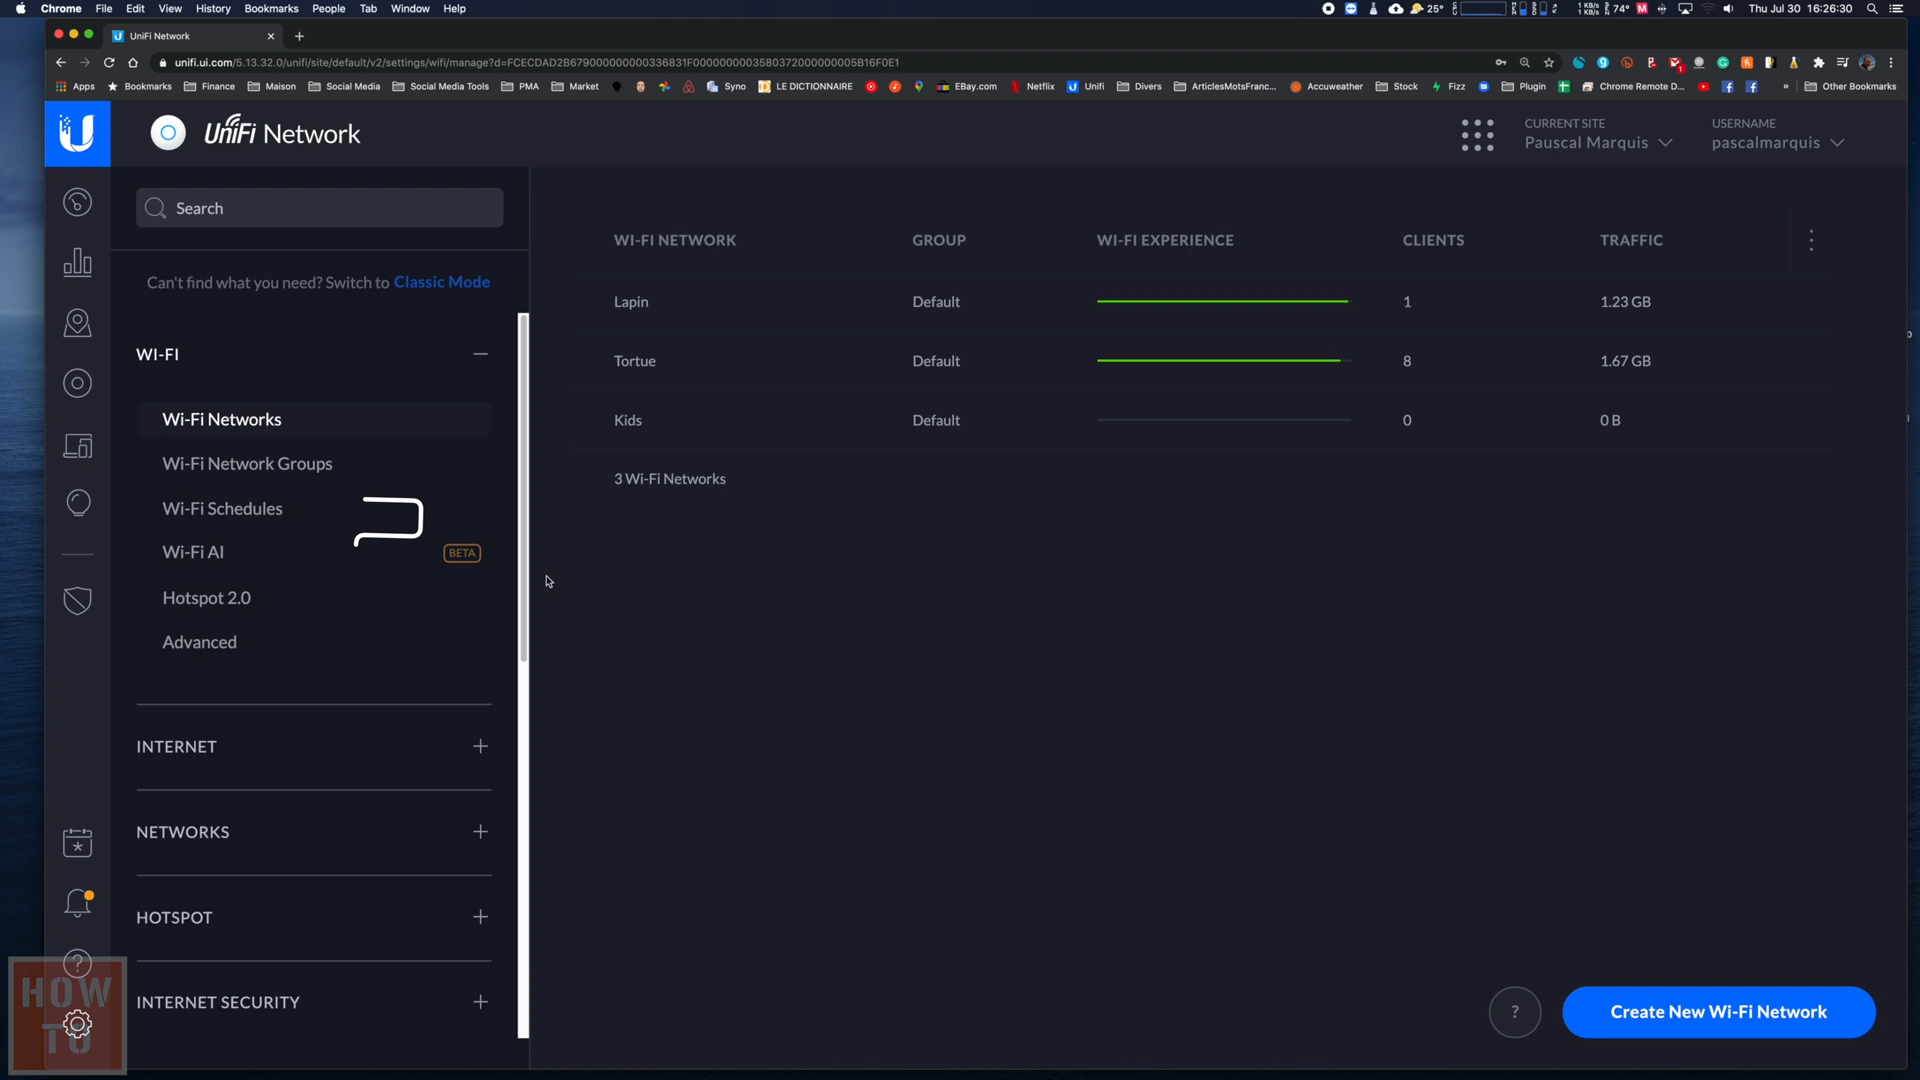 Chrome File Edit View History Bookmarks People Tab Window Help
25° 74° Thu Jul 30 16:26:30
UniFi Network
unifi.ui.com/5.13.32.0/unifi/site/default/v2/settings/wifi/manage?d=FCECDAD2B679000000000336831F0000000003580372000000005B16F0E1
Apps Bookmarks Finance Maison Social Media Social Media Tools PMA Market Syno LE DICTIONNAIRE EBay.com Netflix Unifi Divers ArticlesMotsFranc... Accuweather Stock Fizz Plugin Chrome Remote D... » Other Bookmarks
UniFi Network
CURRENT SITE
Pauscal Marquis
USERNAME
pascalmarquis
Search
Can't find what you need? Switch to Classic Mode
WI-FI
Wi-Fi Networks
Wi-Fi Network Groups
Wi-Fi Schedules
Wi-Fi AI BETA
Hotspot 2.0
Advanced
INTERNET
NETWORKS
HOTSPOT
INTERNET SECURITY
WI-FI NETWORK GROUP WI-FI EXPERIENCE CLIENTS TRAFFIC
Lapin Default 1 1.23 GB
Tortue Default 8 1.67 GB
Kids Default 0 0 B
3 Wi-Fi Networks
? Create New Wi-Fi Network
HOW
TO